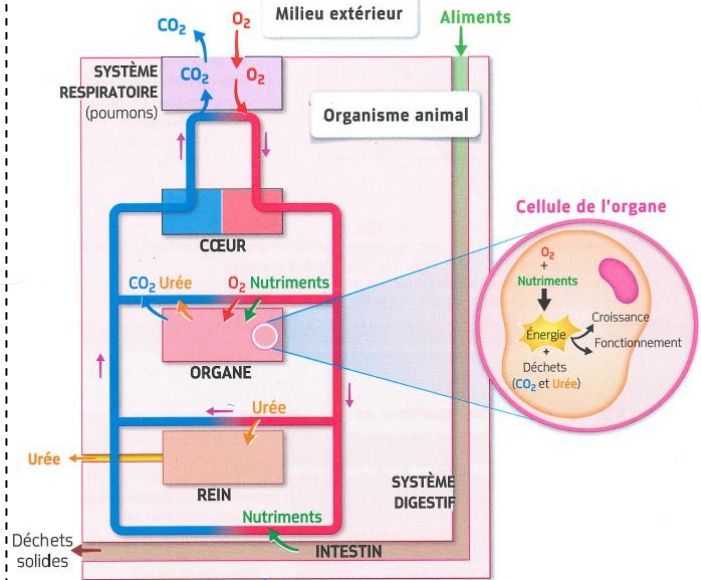 Milieu extérieur
Aliments
CO2
O2
SYSTÈME
RESPIRATOIRE
(poumons)
CO2
O2
Organisme animal
CŒUR
Cellule de l'organe
O2
+
Nutriments
Énergie
Croissance
Fonctionnement
+
Déchets
(CO2 et Urée)
CO2 Urée
O2 Nutriments
ORGANE
Urée
Urée
REIN
SYSTÈME
DIGESTIF
Nutriments
INTESTIN
Déchets
solides